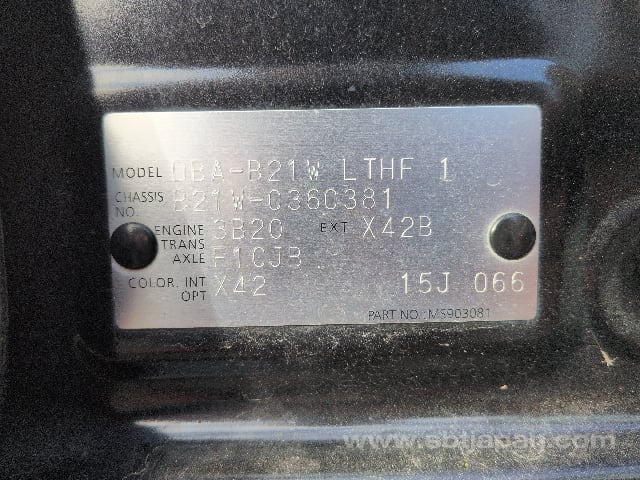 MODEL DBA-B21W LTHF 1
CHASSIS NO. B21W-0360381
ENGINE 3B20 EXT X42B
TRANS AXLE F1CJB
COLOR, INT OPT X42 15J 066
PART NO.: MS903081
www.sbtjapan.com